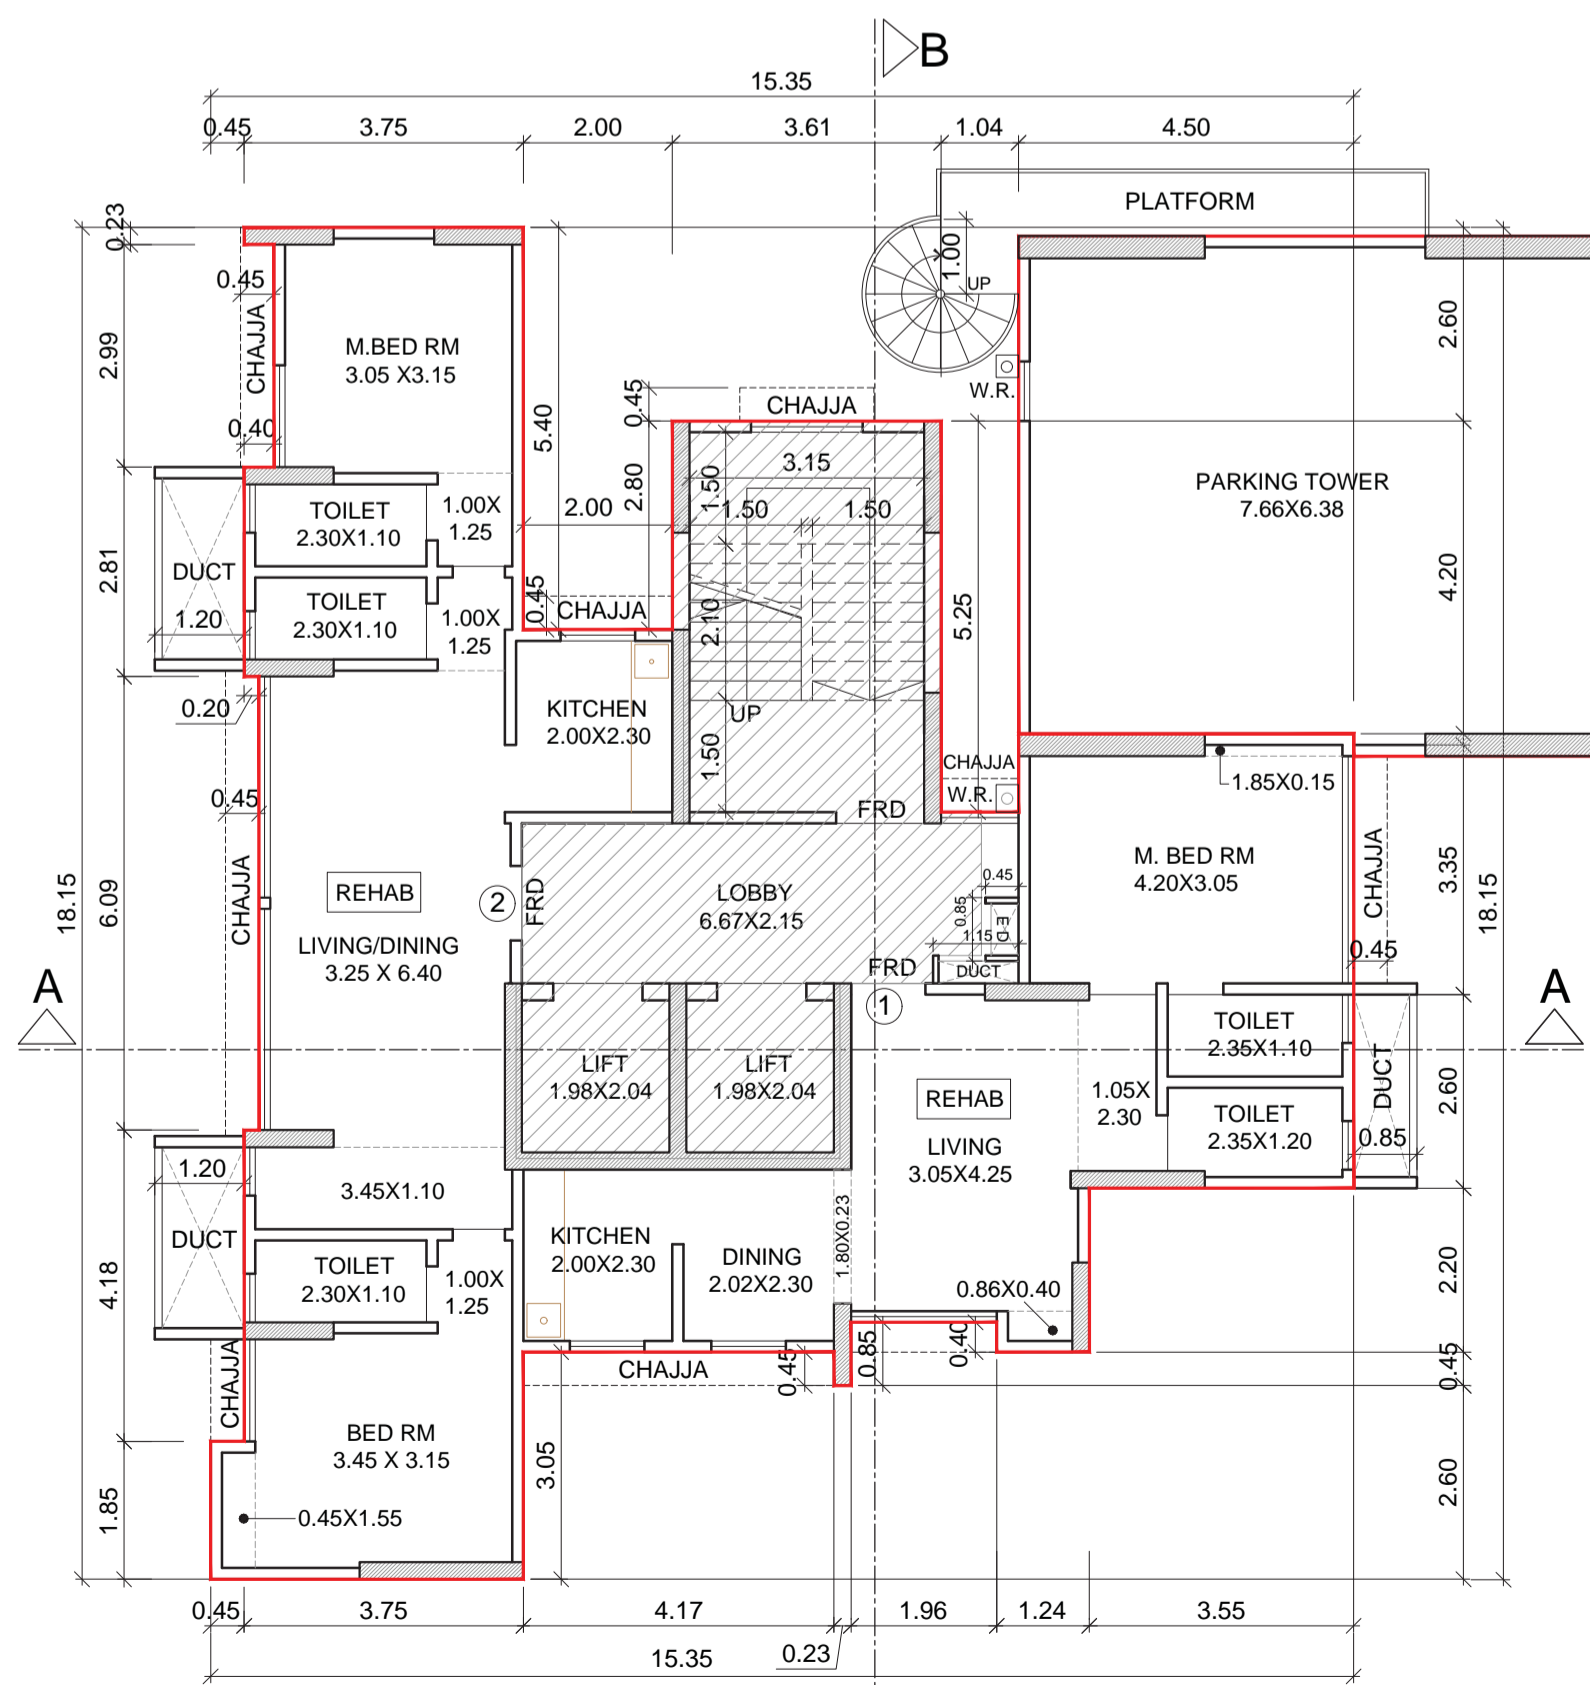 B
15.35
0.45
3.75
2.00
3.61
1.04
4.50
PLATFORM
0.23
1.00
UP
0.45
CHAJJA
2.99
M.BED RM
3.05 X3.15
2.60
W.R.
0.45
CHAJJA
0.40
5.40
2.80
3.15
1.50
1.50
1.50
2.00
PARKING TOWER
7.66X6.38
TOILET
2.30X1.10
1.00X
1.25
DUCT
2.81
4.20
0.45
CHAJJA
TOILET
2.30X1.10
1.00X
1.25
1.20
2.10
5.25
0.20
KITCHEN
2.00X2.30
UP
1.50
CHAJJA
W.R.
1.85X0.15
0.45
FRD
CHAJJA
18.15
6.09
REHAB
2
FRD
LOBBY
6.67X2.15
0.45
0.85
E.D
1.15
DUCT
M. BED RM
4.20X3.05
CHAJJA
3.35
18.15
LIVING/DINING
3.25 X 6.40
0.45
FRD
1
A
A
LIFT
1.98X2.04
LIFT
1.98X2.04
TOILET
2.35X1.10
DUCT
REHAB
1.05X
2.30
2.60
TOILET
2.35X1.20
0.85
LIVING
3.05X4.25
1.20
3.45X1.10
DUCT
KITCHEN
2.00X2.30
DINING
2.02X2.30
1.80X0.23
TOILET
2.30X1.10
1.00X
1.25
4.18
0.86X0.40
2.20
CHAJJA
CHAJJA
0.45
0.85
0.40
0.45
BED RM
3.45 X 3.15
3.05
2.60
1.85
0.45X1.55
0.45
3.75
4.17
1.96
1.24
3.55
0.23
15.35